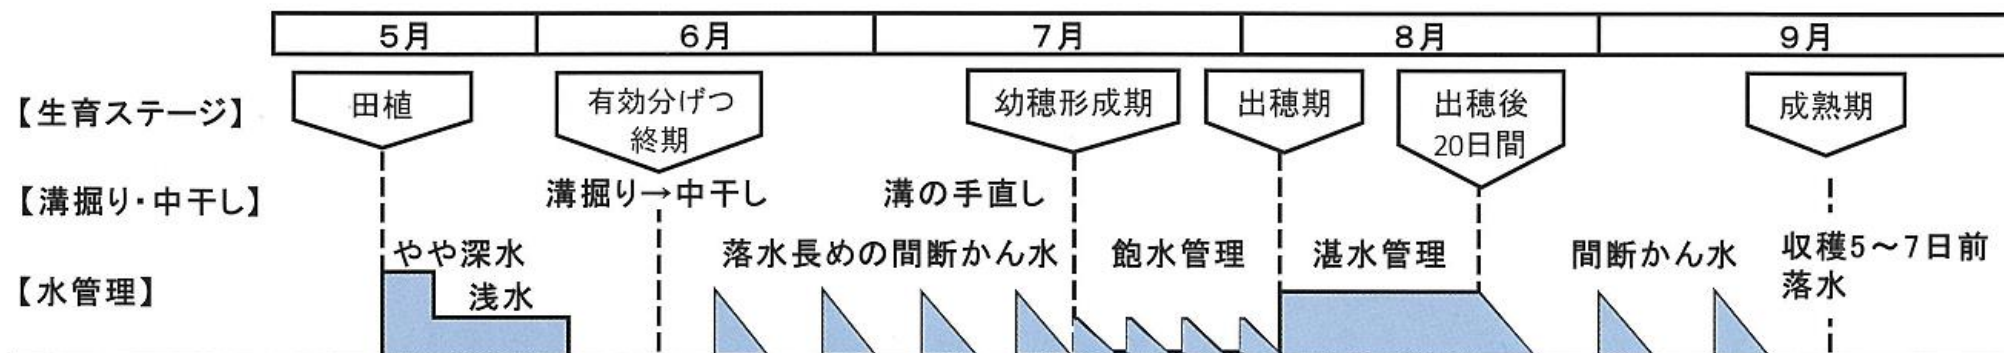 5月 6月 7月 8月 9月
【生育ステージ】 田植 有効分げつ 幼穂形成期 出穂期 出穂後 成熟期
終期 20日間
【溝掘り・中干し】 溝掘り→中干し 溝の手直し
やや深水 落水長めの間断かん水 飽水管理 湛水管理 間断かん水 収穫5～7日前
【水管理】 浅水 落水